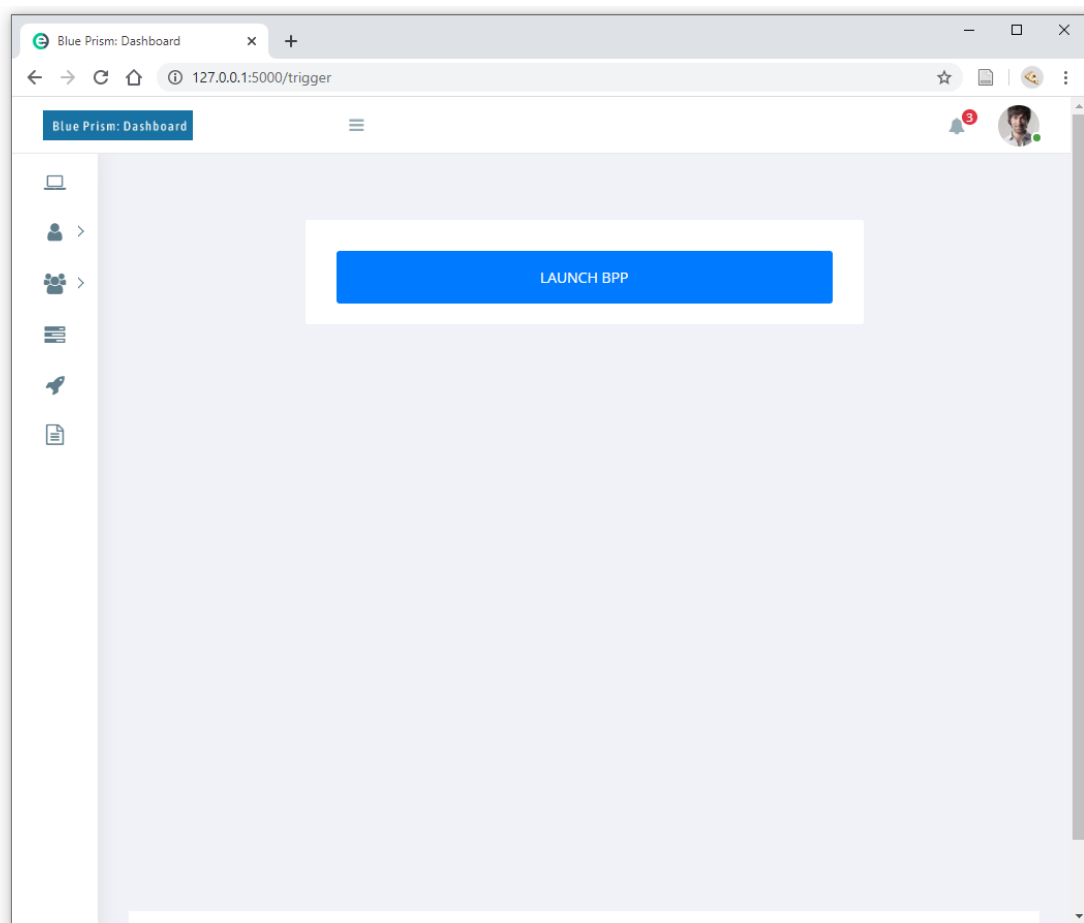 Blue Prism: Dashboard
127.0.0.1:5000/trigger
Blue Prism: Dashboard
3
LAUNCH BPP